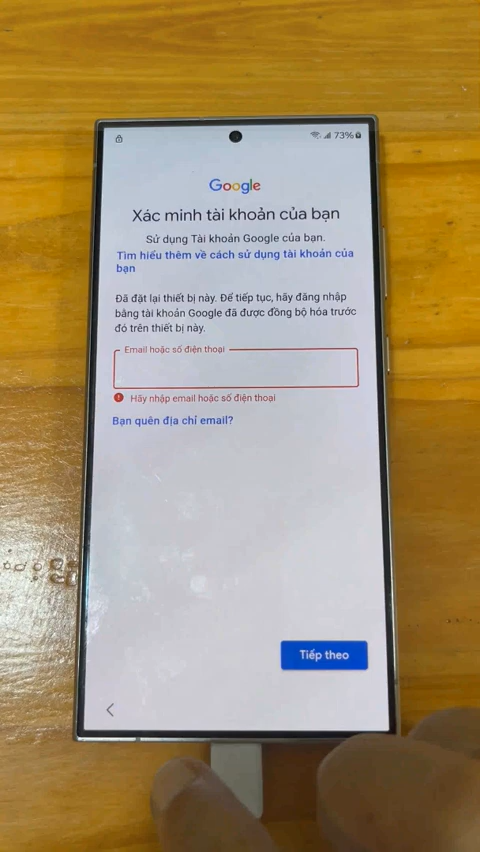 73%
Google
Xác minh tài khoản của bạn
Sử dụng Tài khoản Google của bạn.
Tìm hiểu thêm về cách sử dụng tài khoản của
bạn
Đã đặt lại thiết bị này. Để tiếp tục, hãy đăng nhập
bằng tài khoản Google đã được đồng bộ hóa trước
đó trên thiết bị này.
Email hoặc số điện thoại
Hãy nhập email hoặc số điện thoại
Bạn quên địa chỉ email?
Tiếp theo